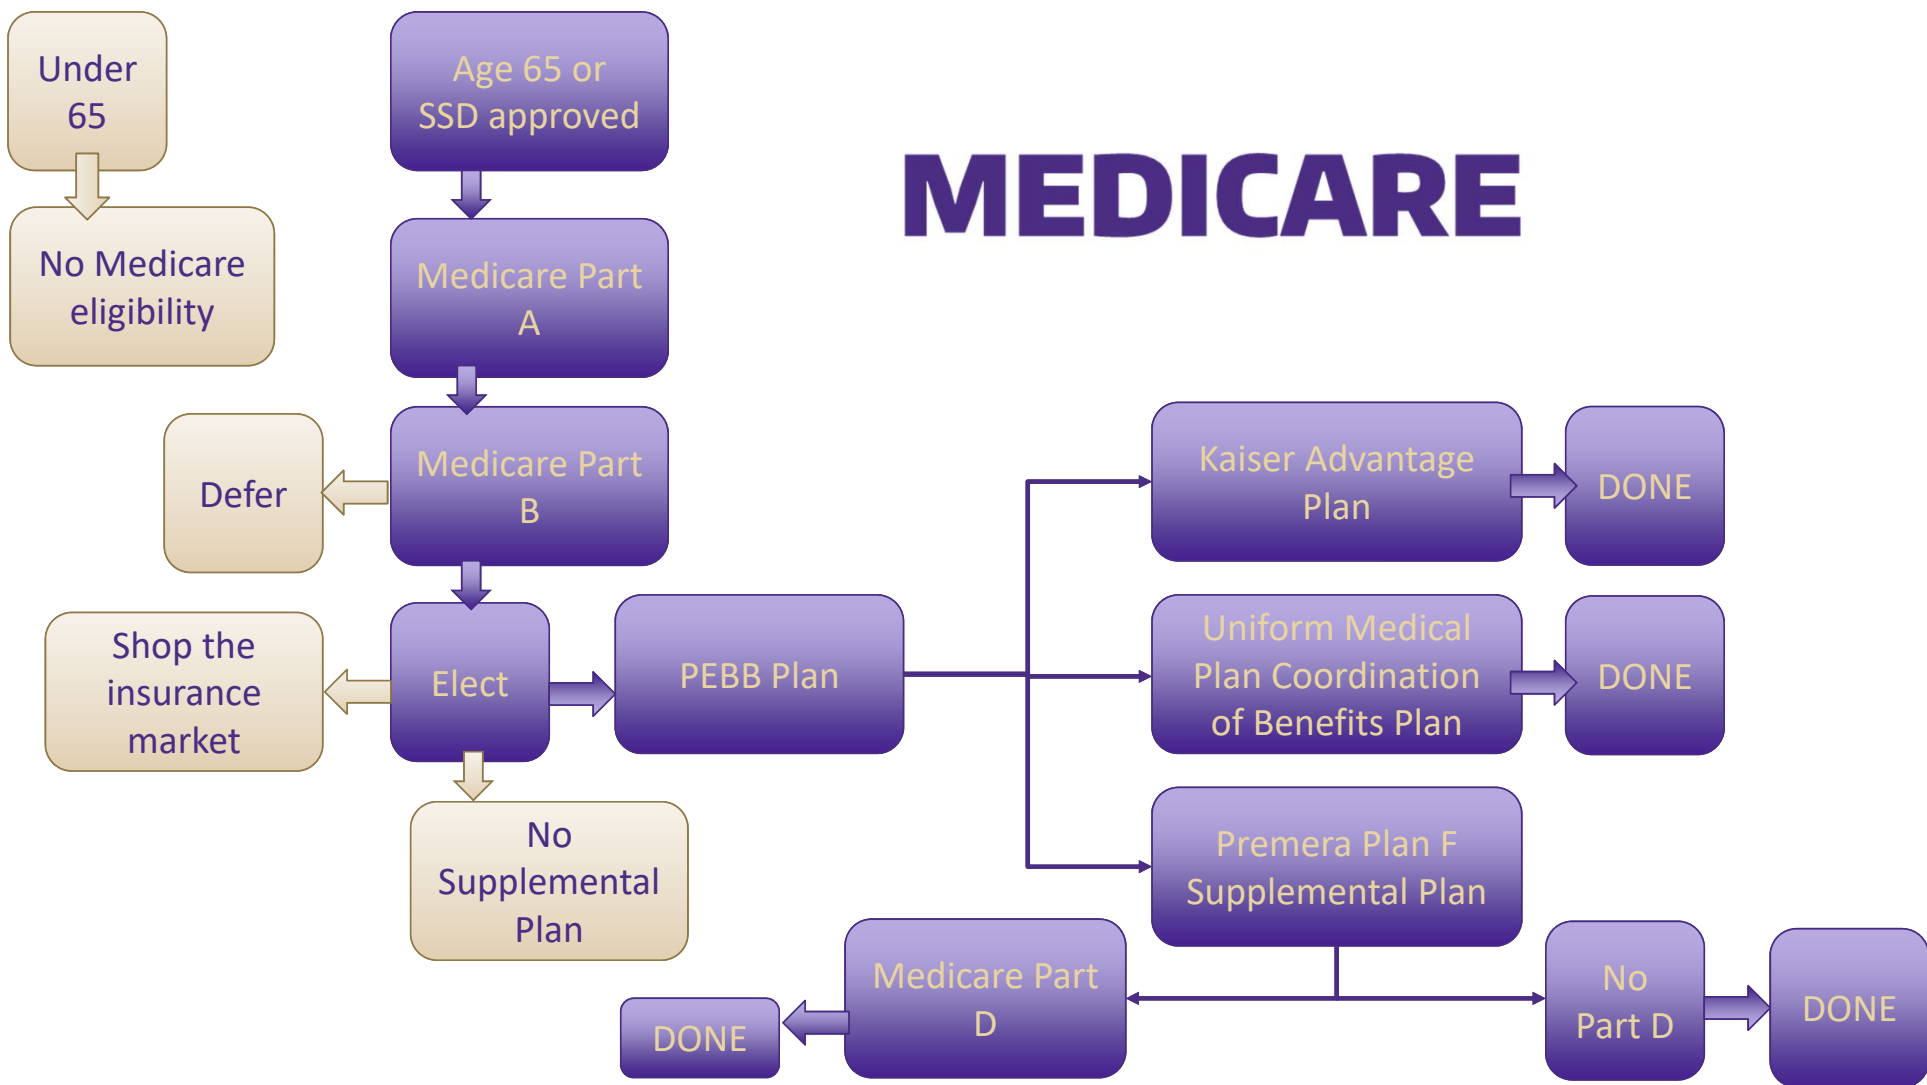 Under
65
Age 65 or
SSD approved
MEDICARE
No Medicare
eligibility
Medicare Part
A
Defer
Medicare Part
B
Kaiser Advantage
Plan
DONE
Shop the
insurance
market
Elect
PEBB Plan
Uniform Medical
Plan Coordination
of Benefits Plan
DONE
No
Supplemental
Plan
Premera Plan F
Supplemental Plan
DONE
Medicare Part
D
No
Part D
DONE